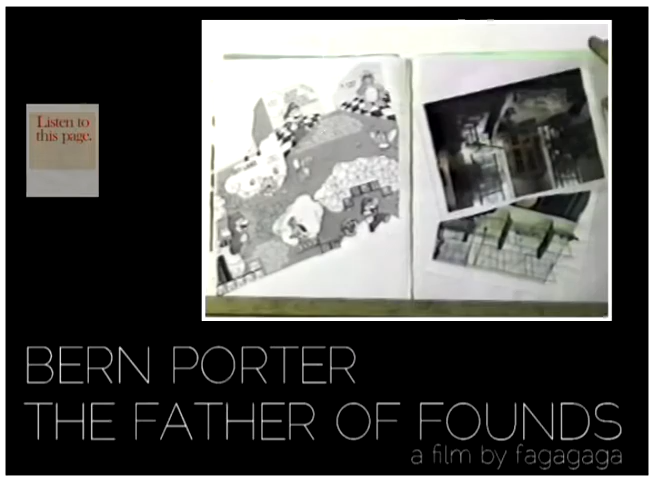 Listen to
this page.
BERN PORTER
THE FATHER OF FOUNDS
a film by fagagaga